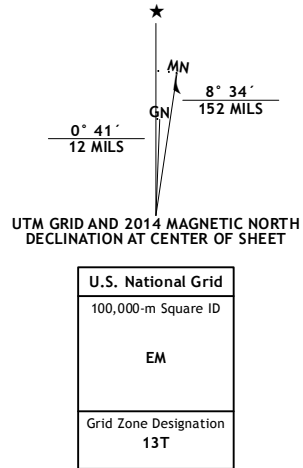 ★
MN
GN
8° 34´
152 MILS
0° 41´
12 MILS
UTM GRID AND 2014 MAGNETIC NORTH
DECLINATION AT CENTER OF SHEET
U.S. National Grid
100,000-m Square ID
EM
Grid Zone Designation
13T